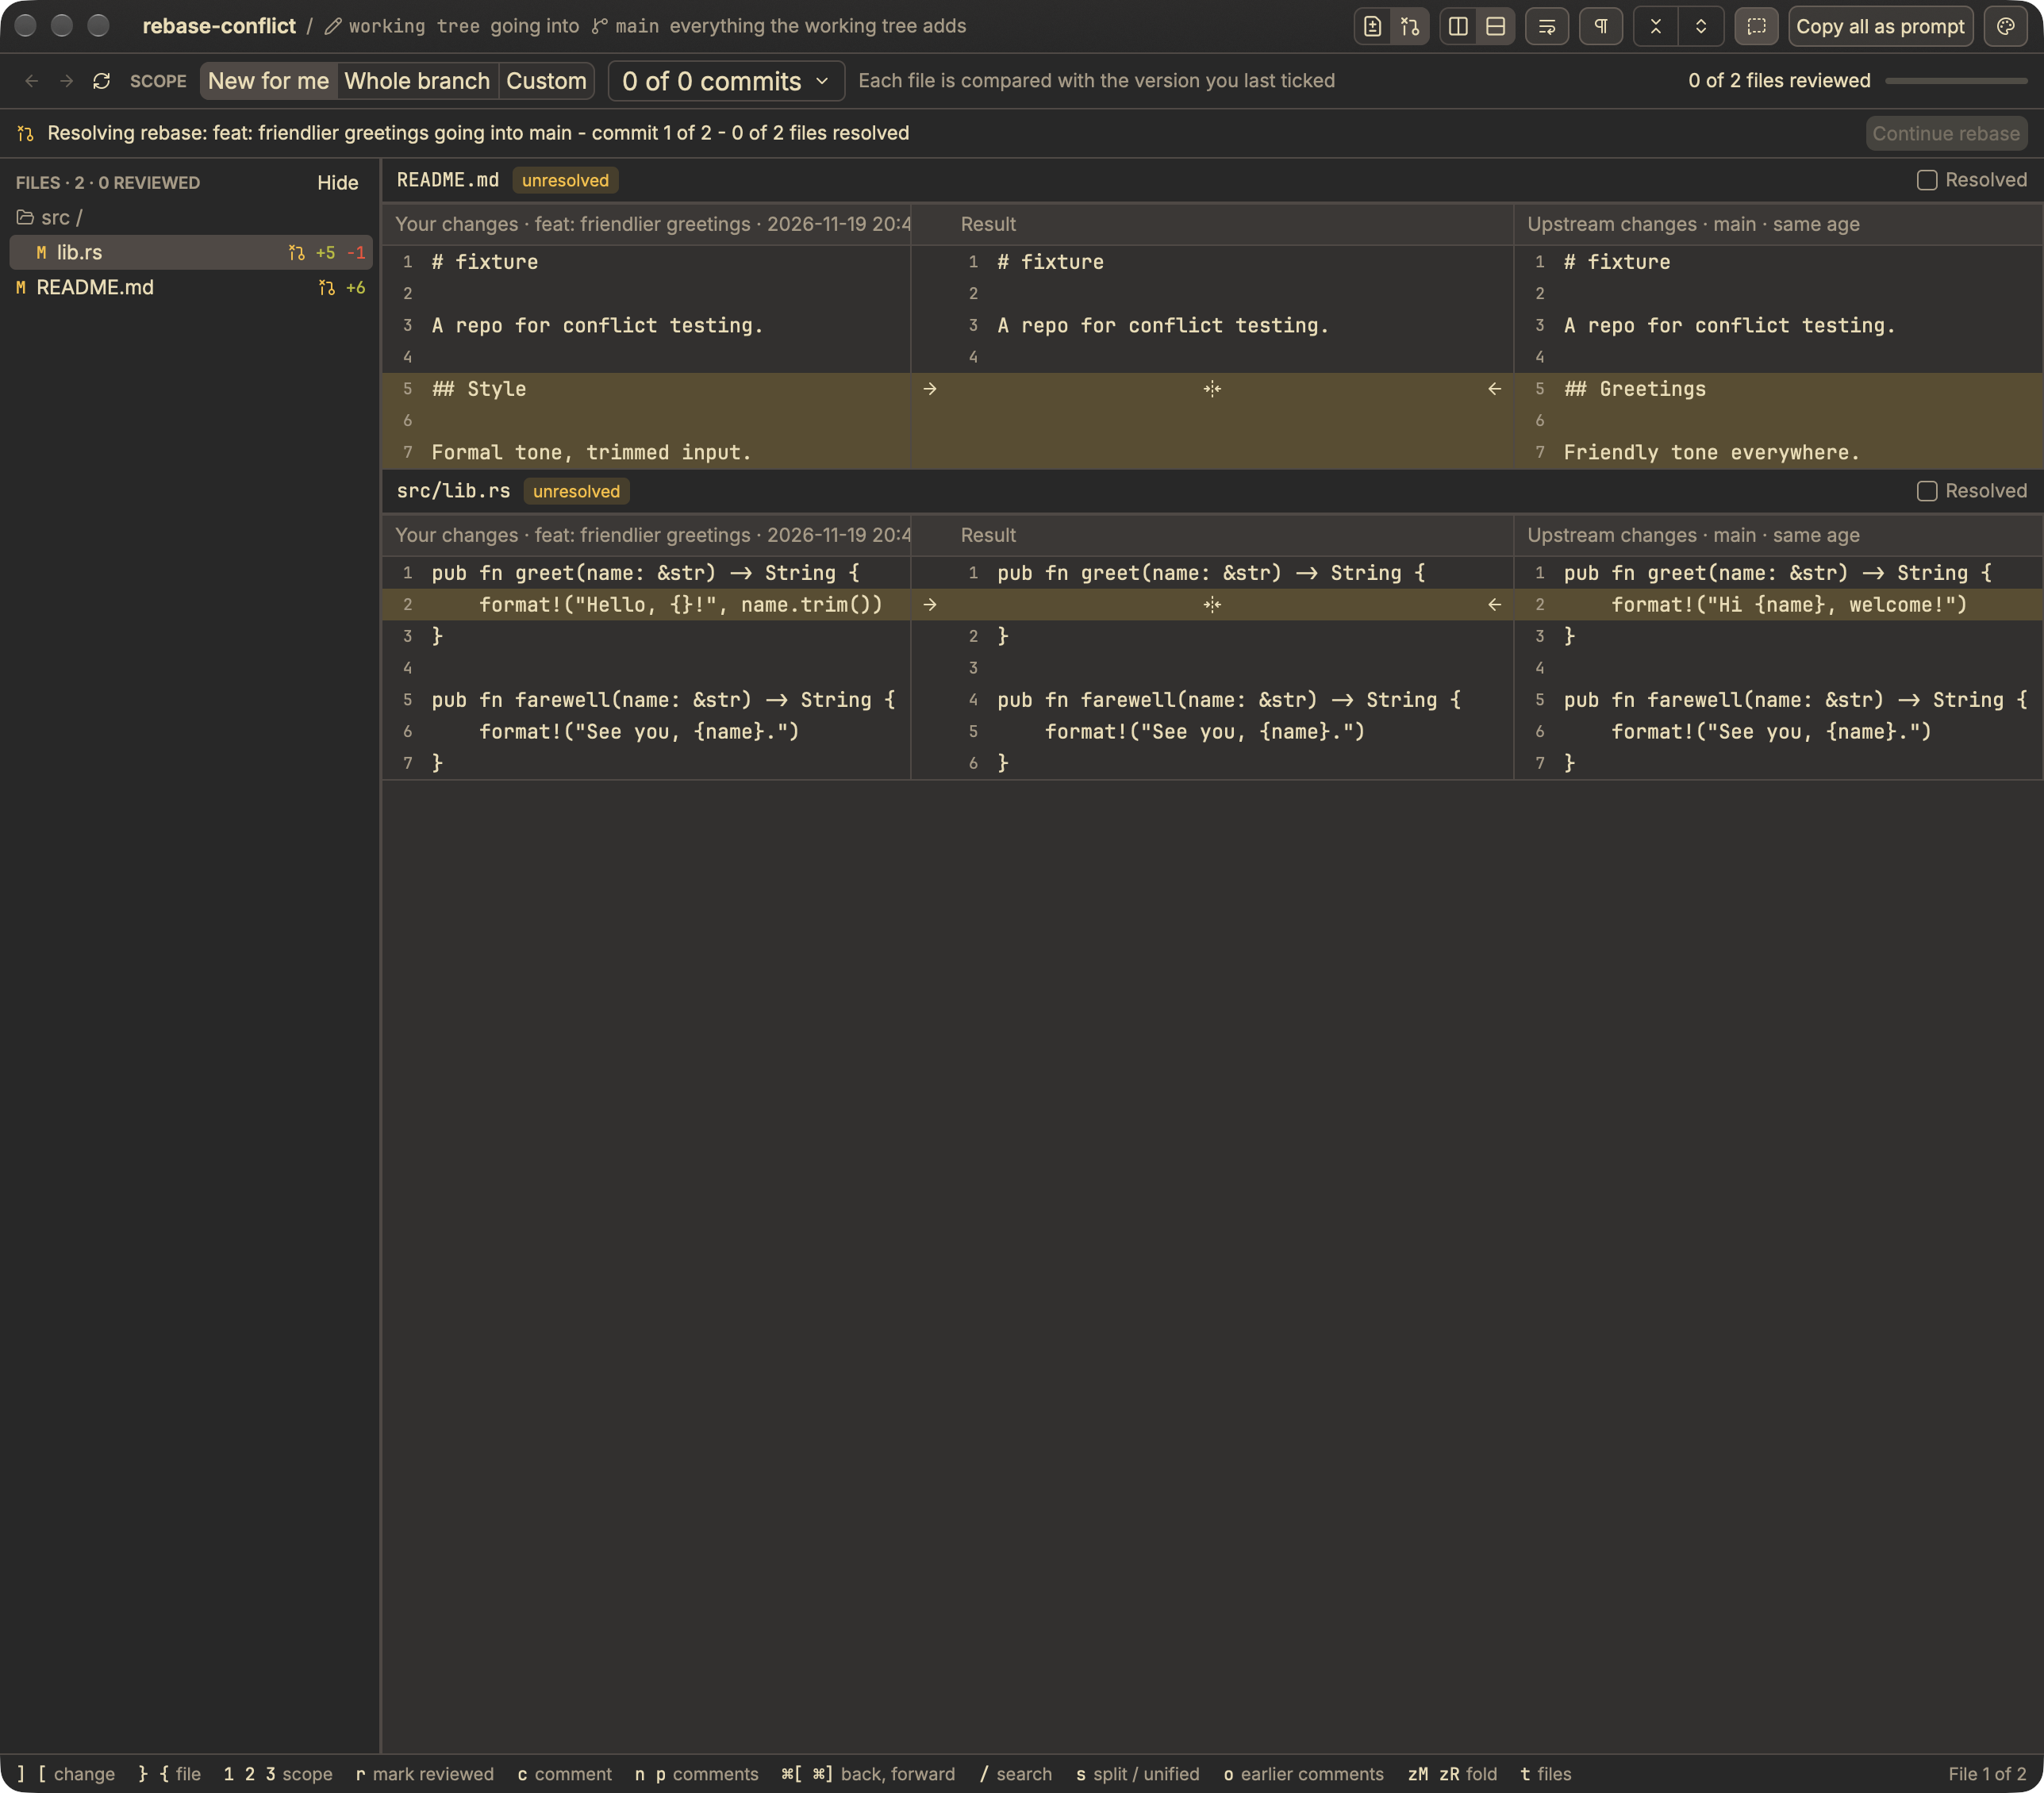 rebase-conflict / working tree going into main everything the working tree adds
Copy all as prompt
SCOPE New for me Whole branch Custom 0 of 0 commits Each file is compared with the version you last ticked 0 of 2 files reviewed
Resolving rebase: feat: friendlier greetings going into main - commit 1 of 2 - 0 of 2 files resolved Continue rebase
FILES · 2 · 0 REVIEWED Hide
src /
M lib.rs +5 -1
M README.md +6
README.md unresolved Resolved
Your changes · feat: friendlier greetings · 2026-11-19 20:4 Result Upstream changes · main · same age
1 # fixture 1 # fixture 1 # fixture
2 2 2
3 A repo for conflict testing. 3 A repo for conflict testing. 3 A repo for conflict testing.
4 4 4
5 ## Style → ← 5 ## Greetings
6 6
7 Formal tone, trimmed input. 7 Friendly tone everywhere.
src/lib.rs unresolved Resolved
Your changes · feat: friendlier greetings · 2026-11-19 20:4 Result Upstream changes · main · same age
1 pub fn greet(name: &str) -> String { 1 pub fn greet(name: &str) -> String { 1 pub fn greet(name: &str) -> String {
2 format!("Hello, {}!", name.trim()) → ← 2 format!("Hi {name}, welcome!")
3 } 2 } 3 }
4 3 4
5 pub fn farewell(name: &str) -> String { 4 pub fn farewell(name: &str) -> String { 5 pub fn farewell(name: &str) -> String {
6 format!("See you, {name}.") 5 format!("See you, {name}.") 6 format!("See you, {name}.")
7 } 6 } 7 }
] [ change } { file 1 2 3 scope r mark reviewed c comment n p comments ⌘[ ⌘] back, forward / search s split / unified o earlier comments zM zR fold t files File 1 of 2